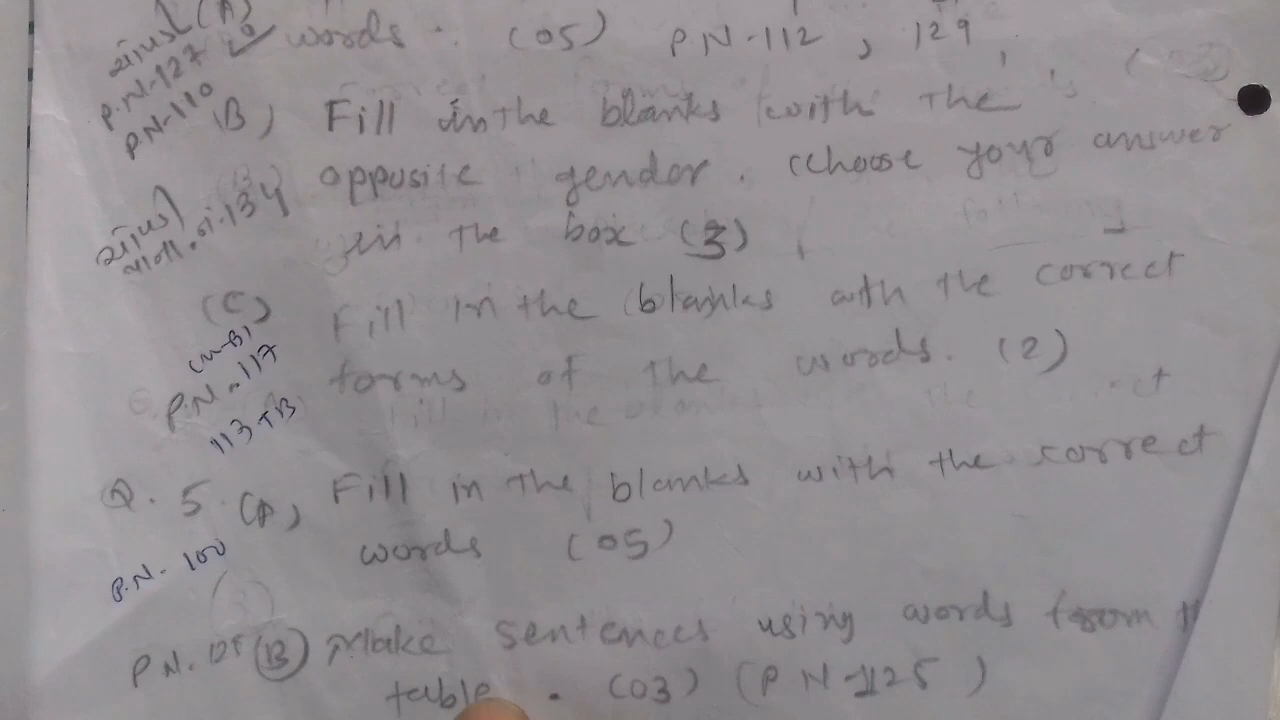 (A)
words. (05) P.N-112, 129
P.N-127
P.N-110
B) Fill in the blanks with the
opposite gender. (choose your answer
in the box (3)
134
(C) Fill in the blanks with the correct
P.N-117
forms of the words. (2)
113-TB
Q. 5 (A) Fill in the blanks with the correct
words (05)
P.N. 100
(B) Make sentences using words from
table. (03) (P N-125)